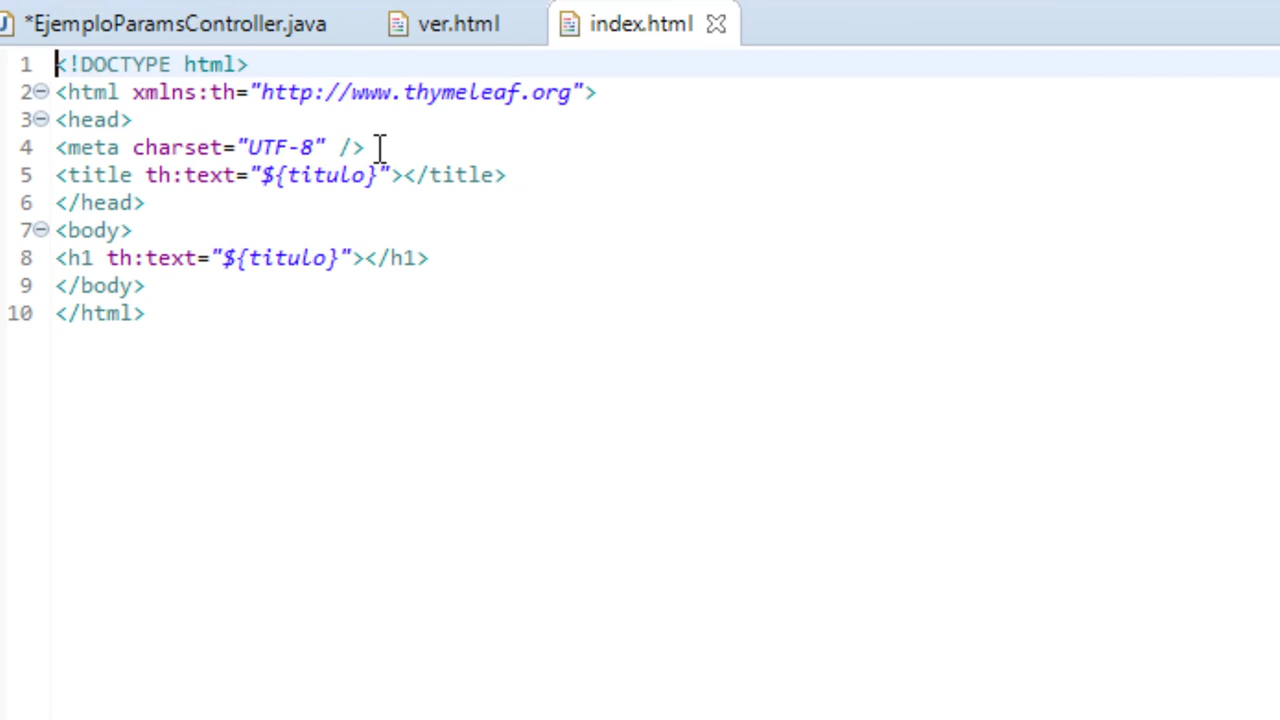 *EjemploParamsController.java ver.html index.html
1 <!DOCTYPE html>
2 <html xmlns:th="http://www.thymeleaf.org">
3 <head>
4 <meta charset="UTF-8" />
5 <title th:text="${titulo}"></title>
6 </head>
7 <body>
8 <h1 th:text="${titulo}"></h1>
9 </body>
10 </html>